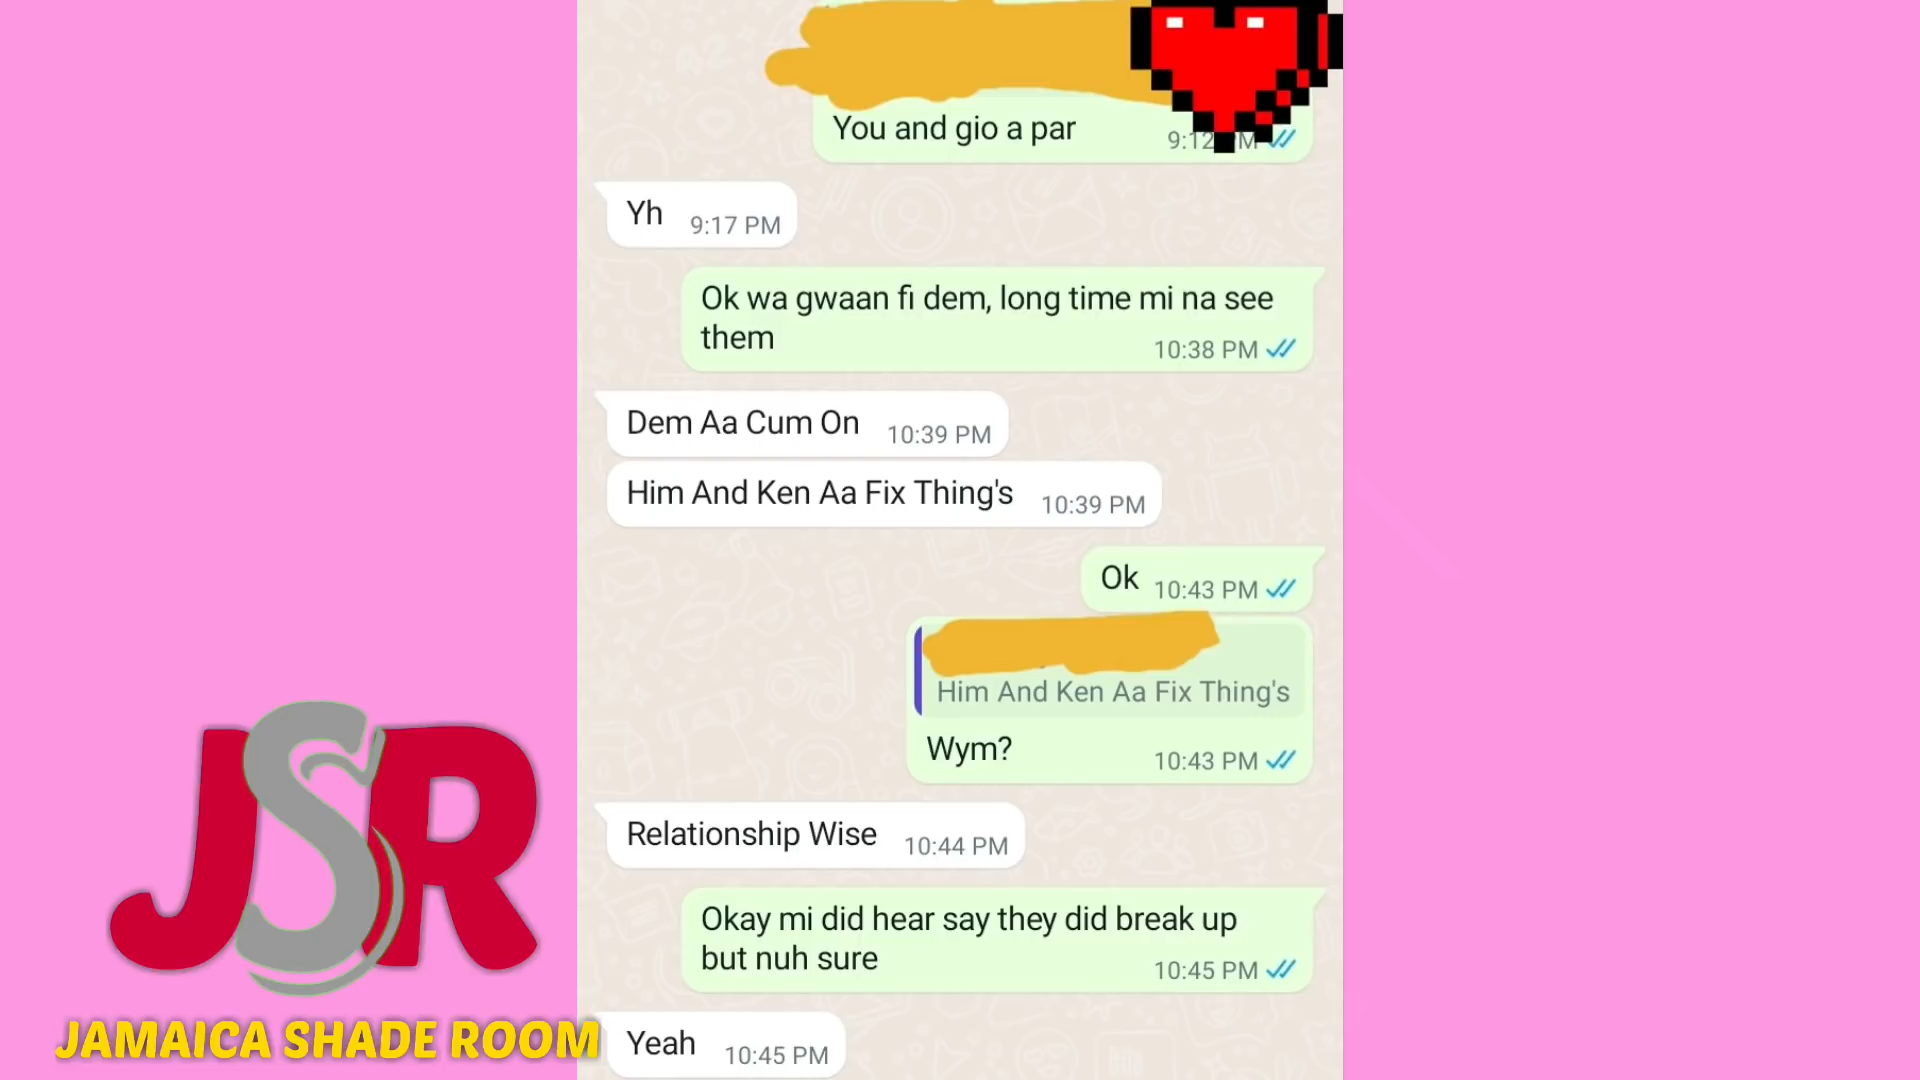 You and gio a par
9:12 PM
Yh
9:17 PM
Ok wa gwaan fi dem, long time mi na see
them
10:38 PM
Dem Aa Cum On
10:39 PM
Him And Ken Aa Fix Thing's
10:39 PM
Ok
10:43 PM
Him And Ken Aa Fix Thing's
Wym?
10:43 PM
Relationship Wise
10:44 PM
Okay mi did hear say they did break up
but nuh sure
10:45 PM
Yeah
10:45 PM
JSR
JAMAICA SHADE ROOM